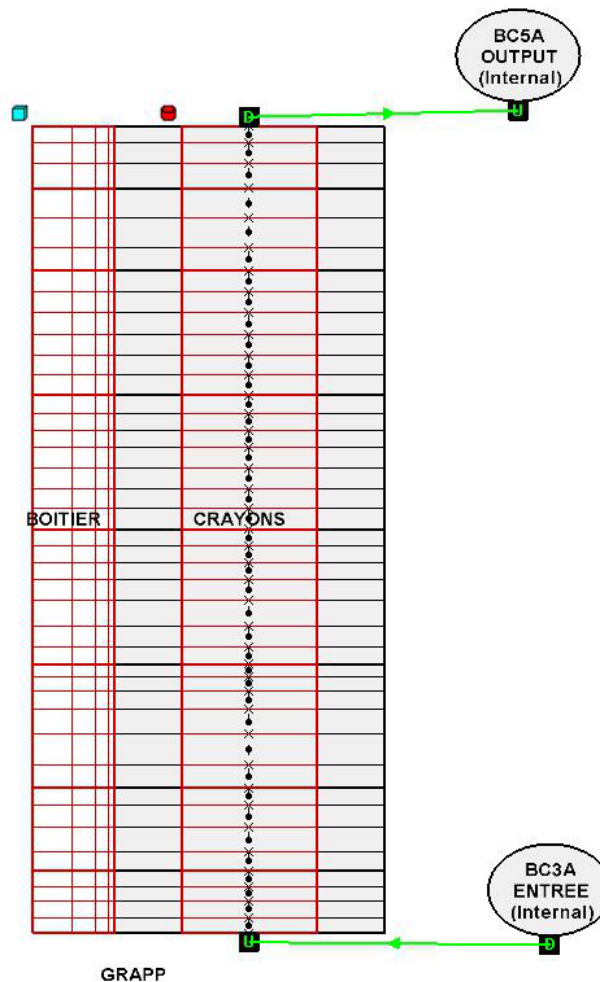 BC5A
OUTPUT
(Internal)
D
U
BOITIER
CRAYONS
BC3A
ENTREE
(Internal)
U
D
GRAPP